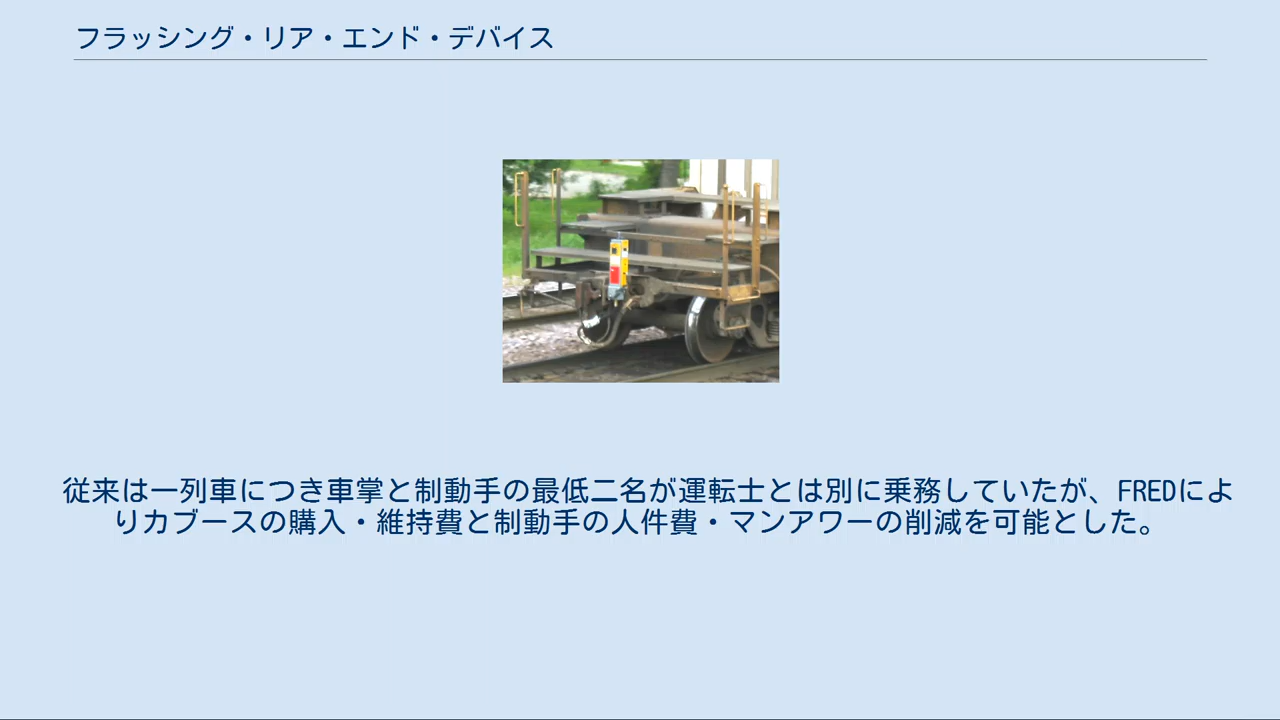 フラッシング・リア・エンド・デバイス
従来は一列車につき車掌と制動手の最低二名が運転士とは別に乗務していたが、FREDによ
りカブースの購入・維持費と制動手の人件費・マンアワーの削減を可能とした。